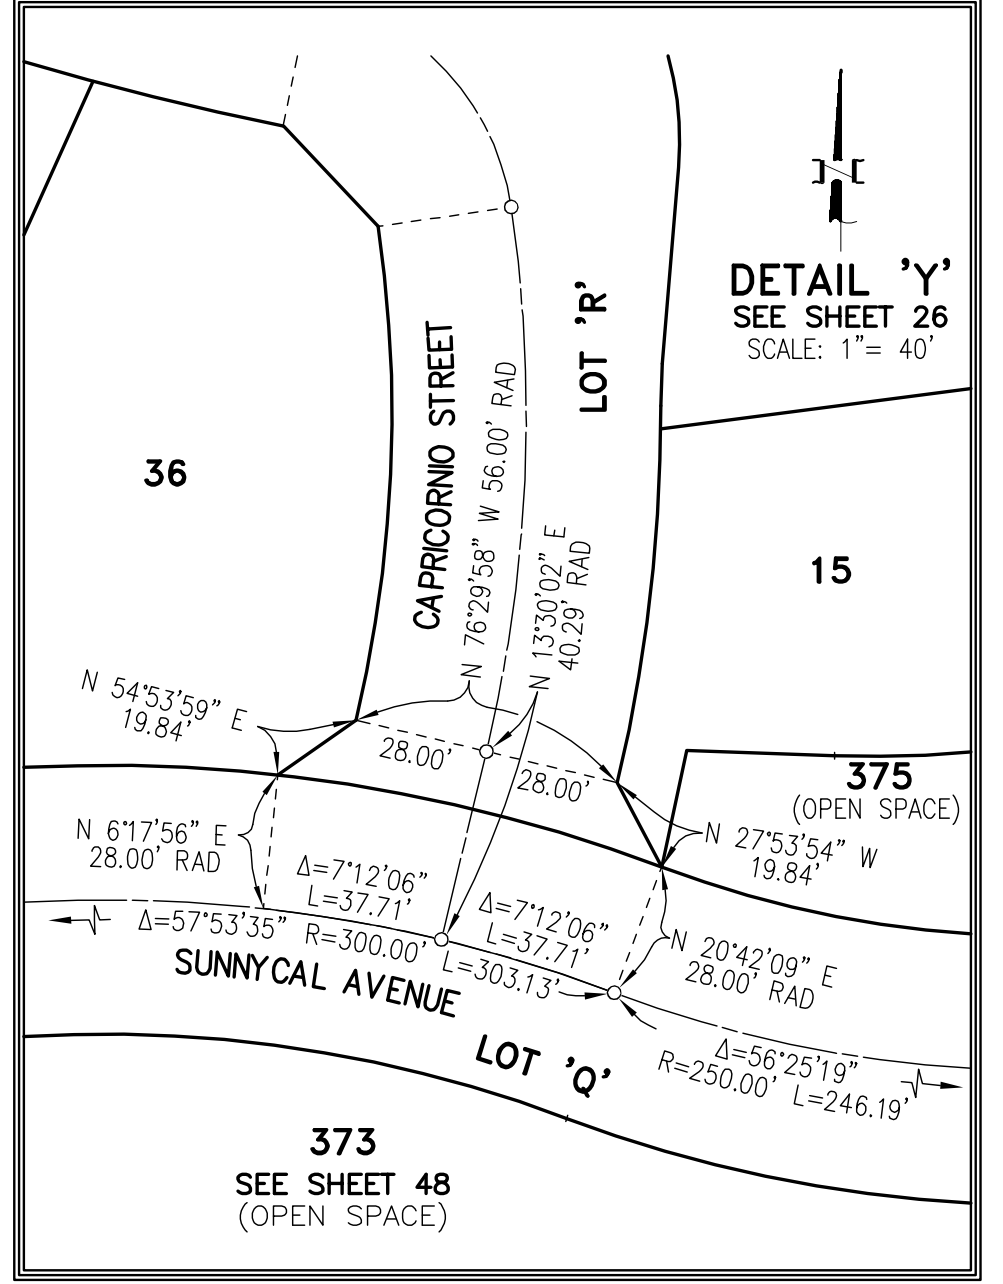 DETAIL 'Y'
SEE SHEET 26
SCALE: 1"= 40'
LOT 'R'
CAPRICORNIO STREET
N 76°29'58" W 56.00' RAD
N 13°30'02" E
40.29' RAD
36
15
N 54°53'59" E
19.84'
28.00'
28.00'
375
(OPEN SPACE)
N 6°17'56" E
28.00' RAD
N 27°53'54" W
19.84'
Δ=7°12'06"
L=37.71'
Δ=7°12'06"
L=37.71'
Δ=57°53'35" R=300.00' L=303.13'
N 20°42'09" E
28.00' RAD
SUNNYCAL AVENUE
LOT 'Q'
Δ=56°25'19"
R=250.00' L=246.19'
373
SEE SHEET 48
(OPEN SPACE)